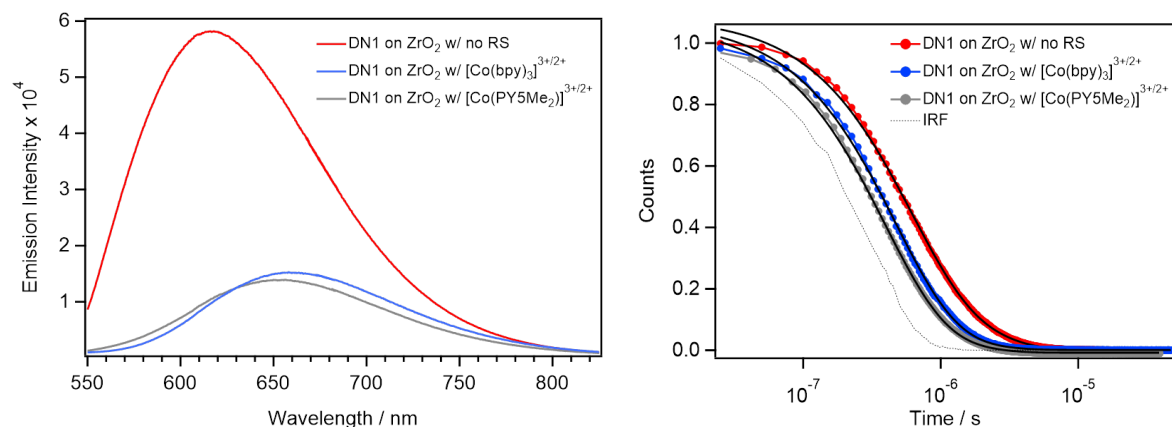 6
5
4
3
2
1
Emission Intensity x 10⁴
DN1 on ZrO₂ w/ no RS
DN1 on ZrO₂ w/ [Co(bpy)₃]³⁺/²⁺
DN1 on ZrO₂ w/ [Co(PY5Me₂)]³⁺/²⁺
550 600 650 700 750 800
Wavelength / nm
1.0
0.8
0.6
0.4
0.2
0.0
Counts
DN1 on ZrO₂ w/ no RS
DN1 on ZrO₂ w/ [Co(bpy)₃]³⁺/²⁺
DN1 on ZrO₂ w/ [Co(PY5Me₂)]³⁺/²⁺
IRF
10⁻⁷ 10⁻⁶ 10⁻⁵
Time / s